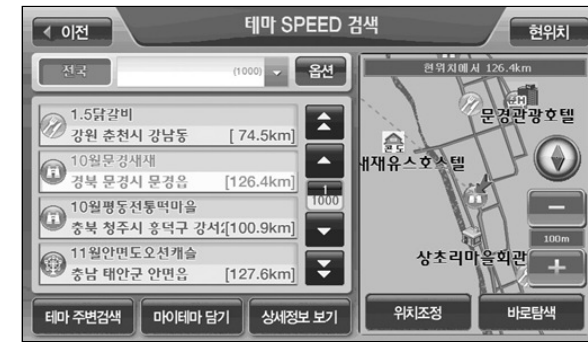 이전
테마 SPEED 검색
현위치
전국
(1000)
옵션
현위치에서 126.4km
1.5닭갈비
강원 춘천시 강남동 [ 74.5km]
10월문경새재
경북 문경시 문경읍 [126.4km]
10월평동전통떡마을
충북 청주시 흥덕구 강서2[100.9km]
11월안면도오션캐슬
충남 태안군 안면읍 [127.6km]
1
1000
문경관광호텔
콘도
새재유스호스텔
상초리마을회관
100m
테마 주변검색
마이테마 담기
상세정보 보기
위치조정
바로탐색